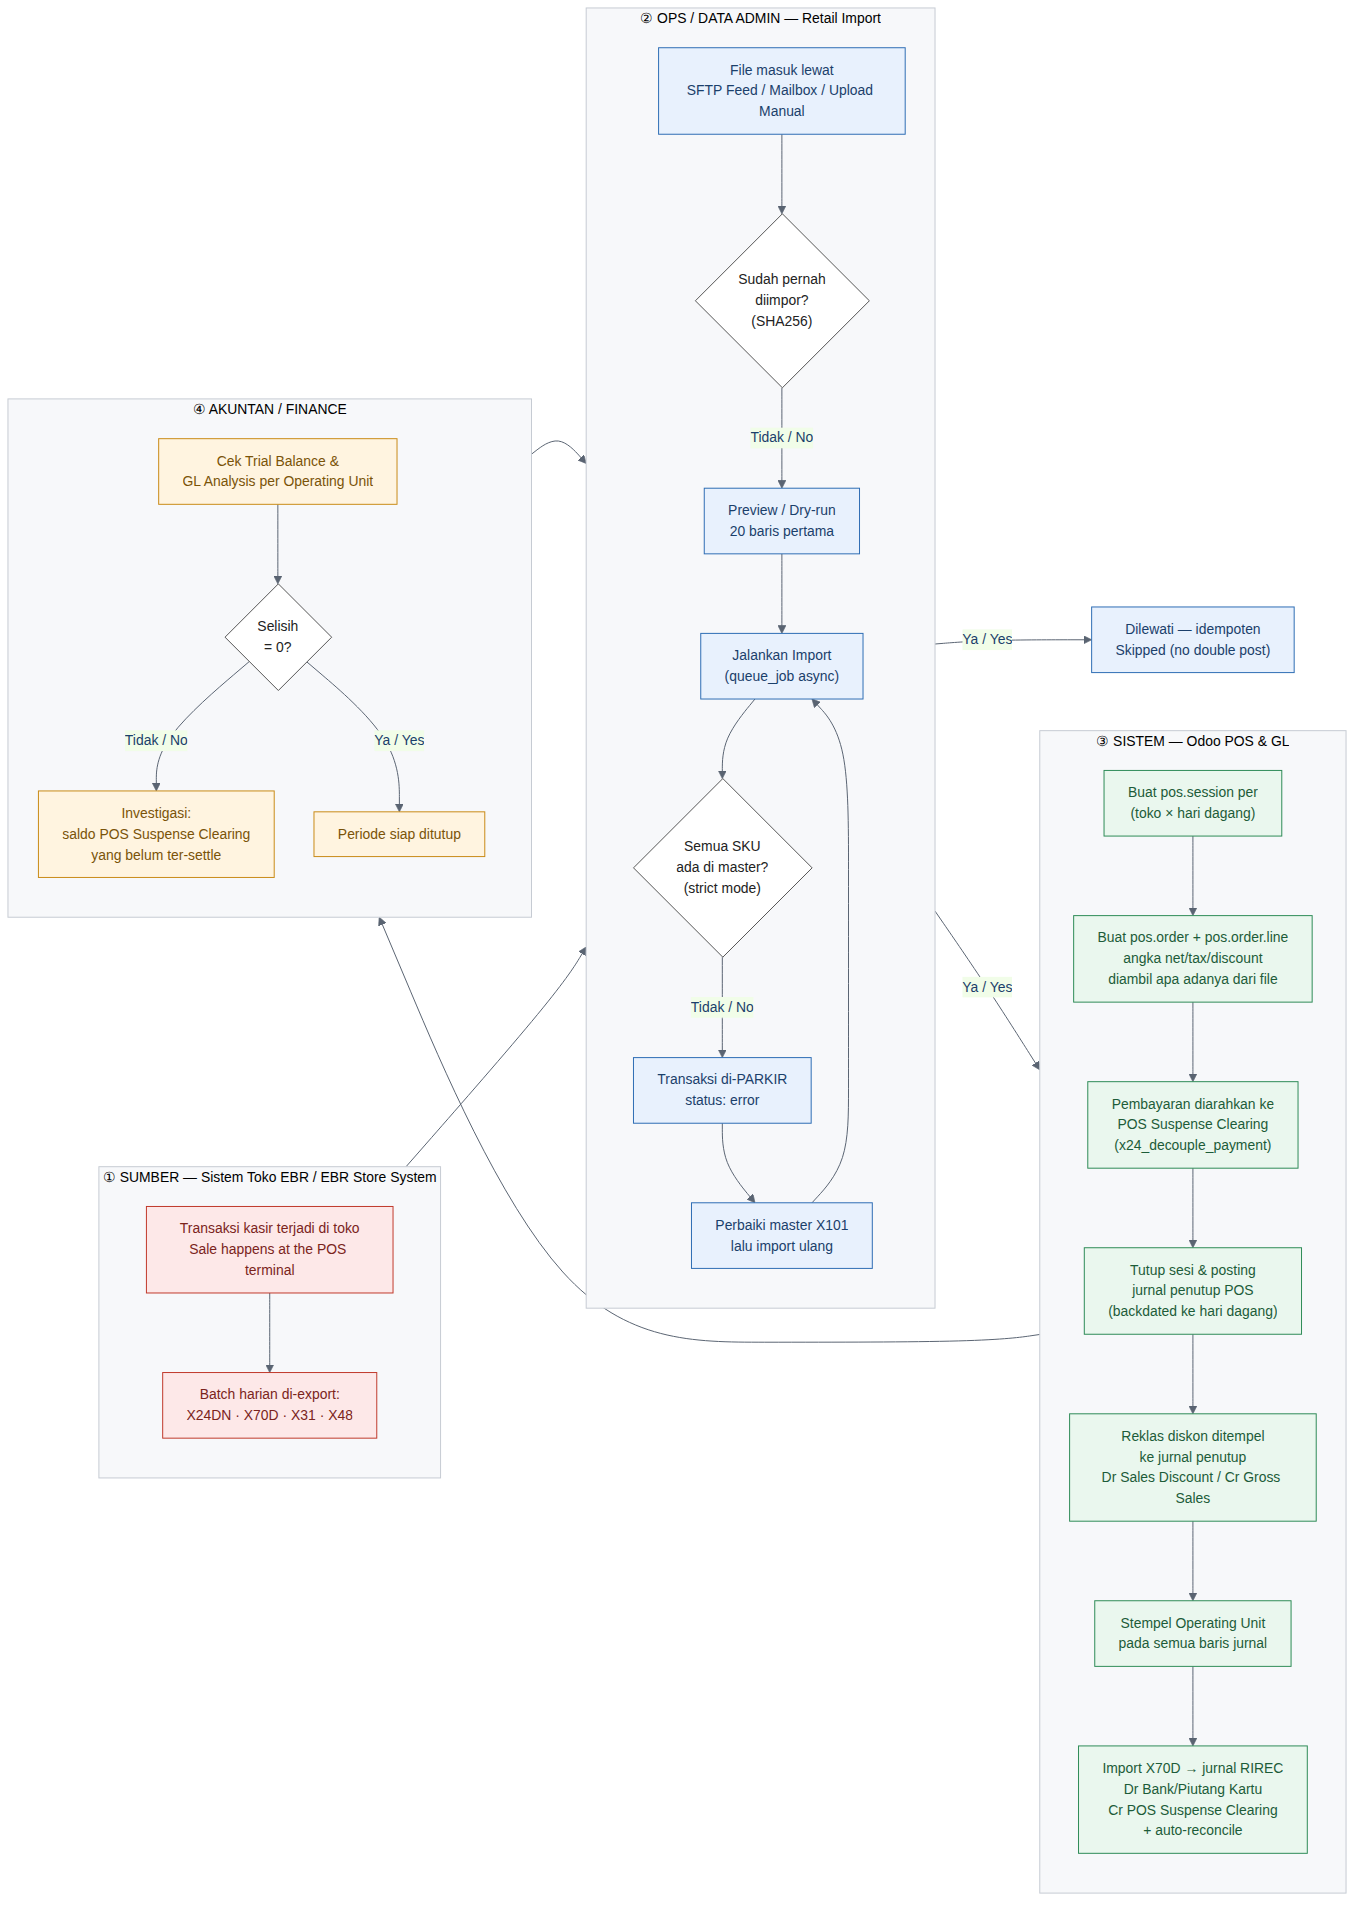 ② OPS / DATA ADMIN — Retail Import
File masuk lewat
SFTP Feed / Mailbox / Upload
Manual
Sudah pernah
diimpor?
(SHA256)
Tidak / No
Preview / Dry-run
20 baris pertama
Jalankan Import
(queue_job async)
Semua SKU
ada di master?
(strict mode)
Tidak / No
Transaksi di-PARKIR
status: error
Perbaiki master X101
lalu import ulang
④ AKUNTAN / FINANCE
Cek Trial Balance &
GL Analysis per Operating Unit
Selisih
= 0?
Tidak / No
Ya / Yes
Investigasi:
saldo POS Suspense Clearing
yang belum ter-settle
Periode siap ditutup
① SUMBER — Sistem Toko EBR / EBR Store System
Transaksi kasir terjadi di toko
Sale happens at the POS
terminal
Batch harian di-export:
X24DN · X70D · X31 · X48
Ya / Yes
Dilewati — idempoten
Skipped (no double post)
Ya / Yes
③ SISTEM — Odoo POS & GL
Buat pos.session per
(toko × hari dagang)
Buat pos.order + pos.order.line
angka net/tax/discount
diambil apa adanya dari file
Pembayaran diarahkan ke
POS Suspense Clearing
(x24_decouple_payment)
Tutup sesi & posting
jurnal penutup POS
(backdated ke hari dagang)
Reklas diskon ditempel
ke jurnal penutup
Dr Sales Discount / Cr Gross
Sales
Stempel Operating Unit
pada semua baris jurnal
Import X70D → jurnal RIREC
Dr Bank/Piutang Kartu
Cr POS Suspense Clearing
+ auto-reconcile